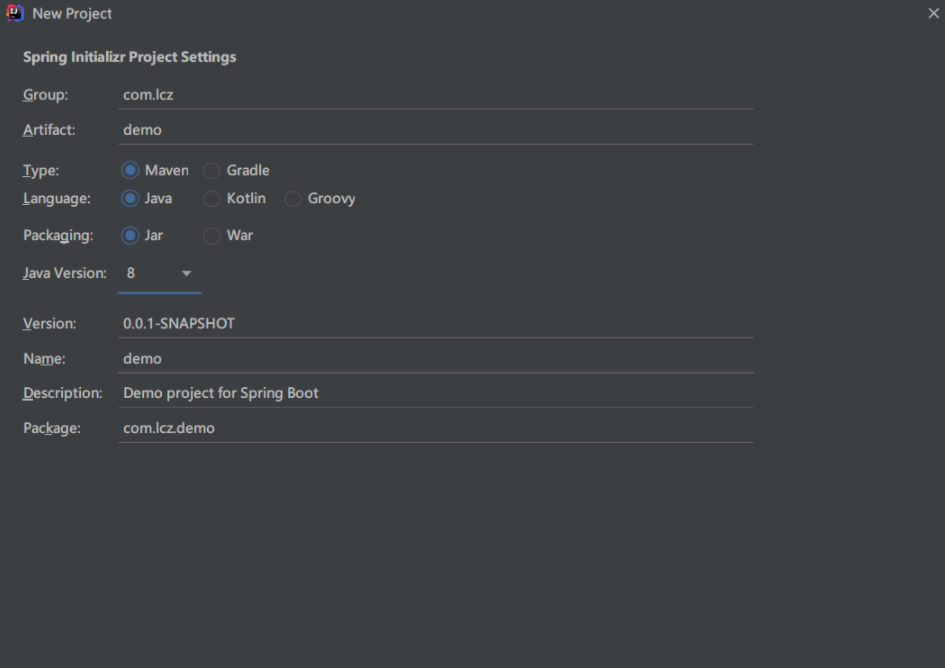 New Project
Spring Initializr Project Settings
Group: com.lcz
Artifact: demo
Type: Maven Gradle
Language: Java Kotlin Groovy
Packaging: Jar War
Java Version: 8
Version: 0.0.1-SNAPSHOT
Name: demo
Description: Demo project for Spring Boot
Package: com.lcz.demo